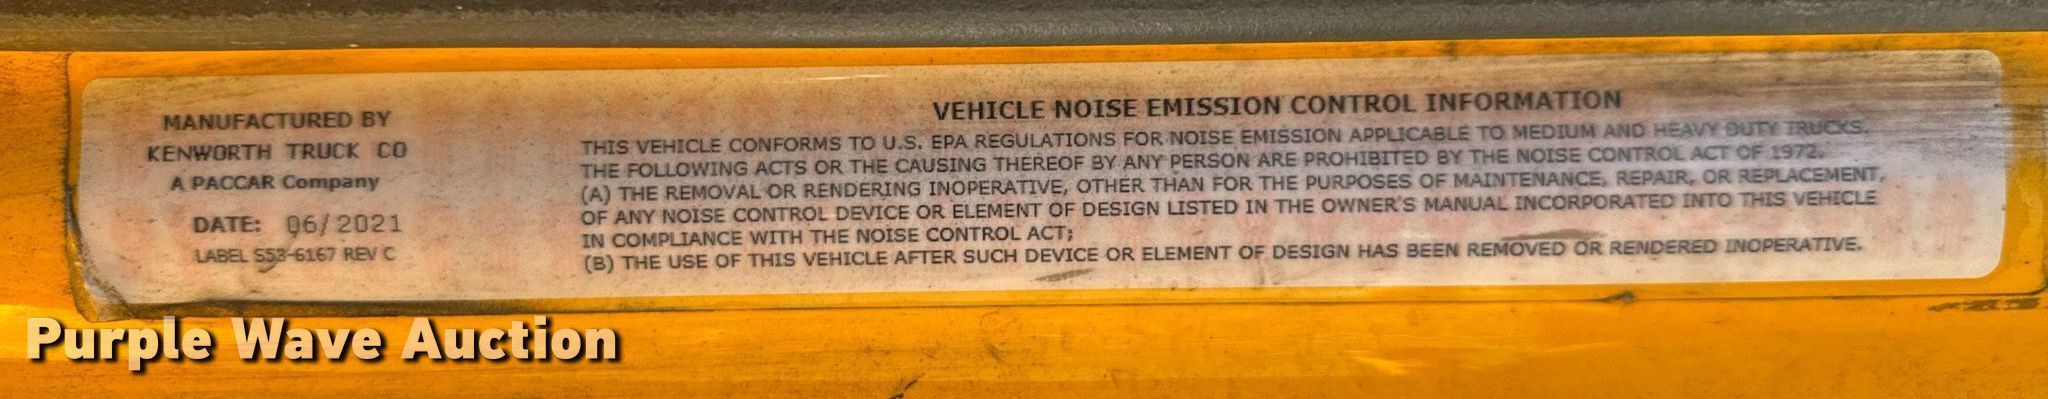 MANUFACTURED BY
KENWORTH TRUCK CO
A PACCAR Company
DATE: 06/2021
LABEL S53-6167 REV C
VEHICLE NOISE EMISSION CONTROL INFORMATION
THIS VEHICLE CONFORMS TO U.S. EPA REGULATIONS FOR NOISE EMISSION APPLICABLE TO MEDIUM AND HEAVY DUTY TRUCKS.
THE FOLLOWING ACTS OR THE CAUSING THEREOF BY ANY PERSON ARE PROHIBITED BY THE NOISE CONTROL ACT OF 1972.
(A) THE REMOVAL OR RENDERING INOPERATIVE, OTHER THAN FOR THE PURPOSES OF MAINTENANCE, REPAIR, OR REPLACEMENT,
OF ANY NOISE CONTROL DEVICE OR ELEMENT OF DESIGN LISTED IN THE OWNER'S MANUAL INCORPORATED INTO THIS VEHICLE
IN COMPLIANCE WITH THE NOISE CONTROL ACT;
(B) THE USE OF THIS VEHICLE AFTER SUCH DEVICE OR ELEMENT OF DESIGN HAS BEEN REMOVED OR RENDERED INOPERATIVE.
Purple Wave Auction